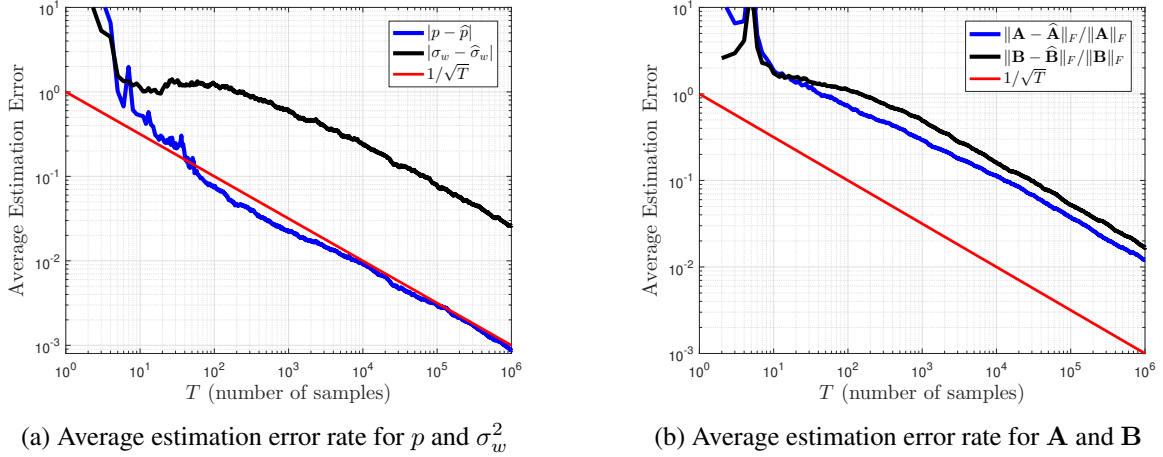 Average Estimation Error
10^1
10^0
10^{-1}
10^{-2}
10^{-3}
|p − \hat{p}|
|σ_w − \hat{σ}_w|
1/√T
10^0 10^1 10^2 10^3 10^4 10^5 10^6
T (number of samples)
(a) Average estimation error rate for p and σ_w^2
Average Estimation Error
10^1
10^0
10^{-1}
10^{-2}
10^{-3}
‖A − \hat{A}‖_F/‖A‖_F
‖B − \hat{B}‖_F/‖B‖_F
1/√T
10^0 10^1 10^2 10^3 10^4 10^5 10^6
T (number of samples)
(b) Average estimation error rate for A and B